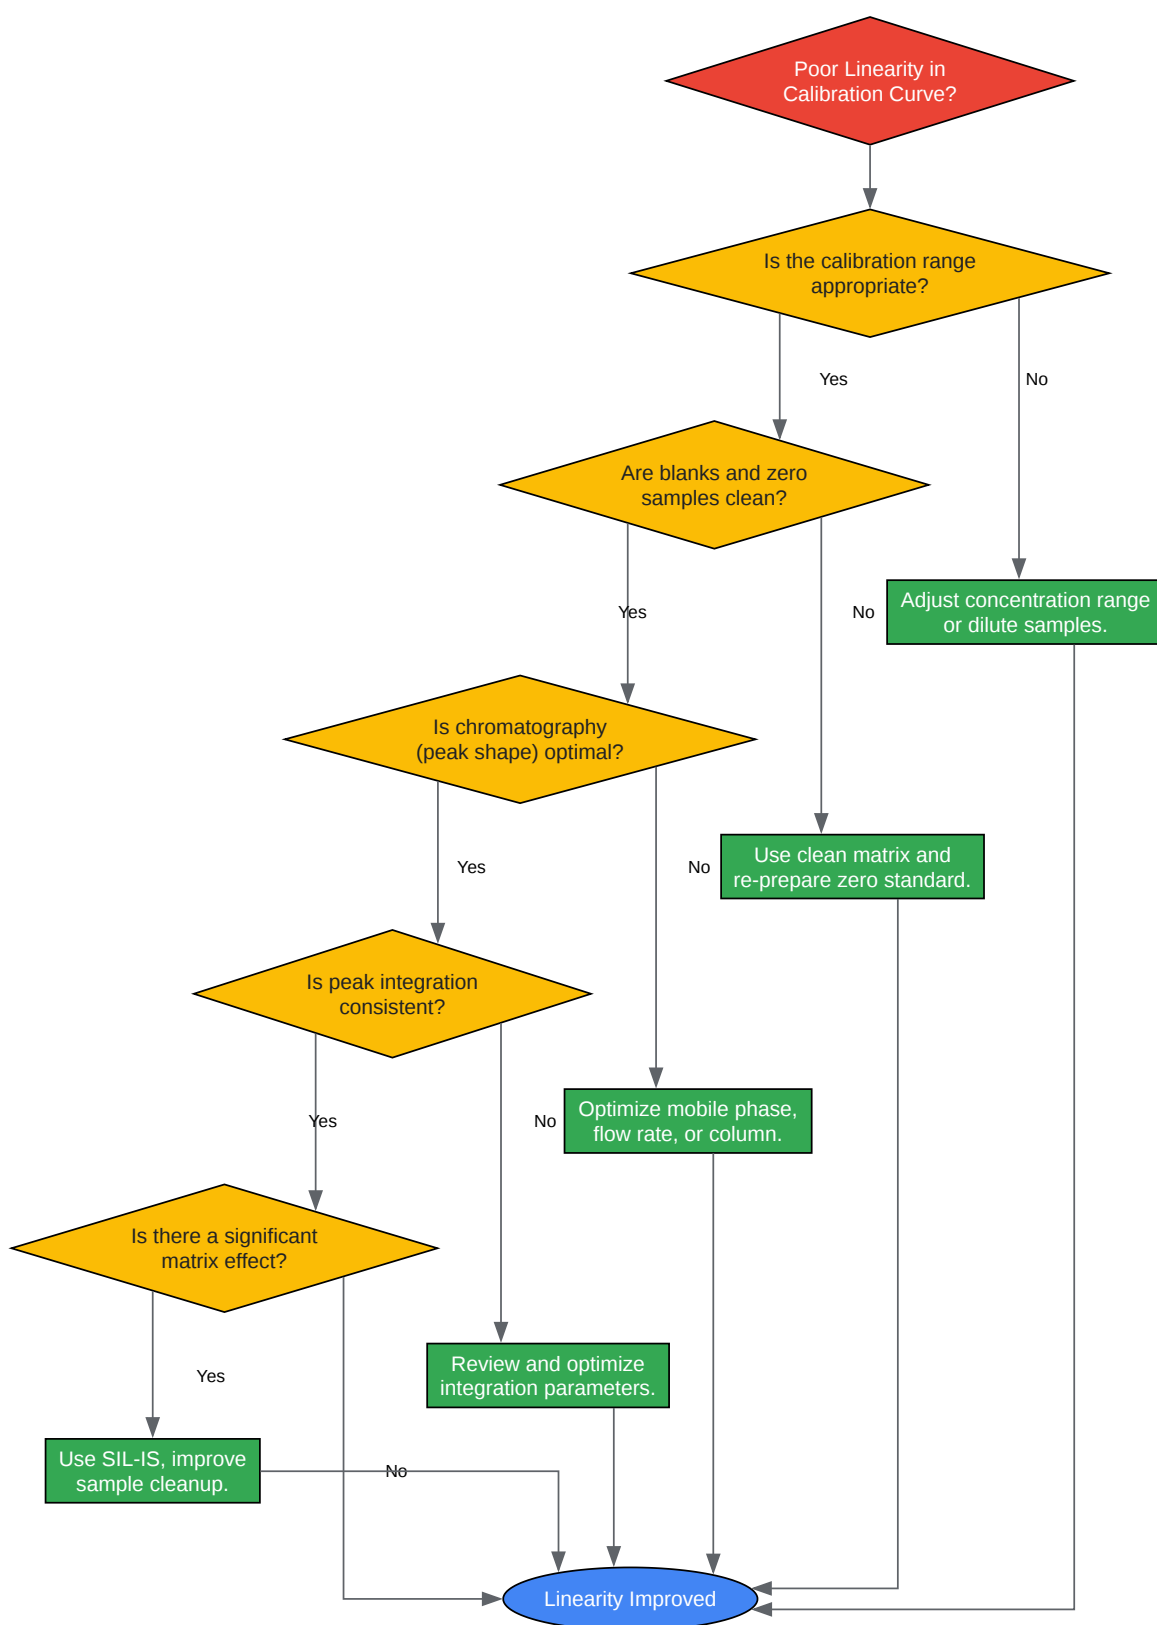 Poor Linearity in
Calibration Curve?
Is the calibration range
appropriate?
Yes
No
Are blanks and zero
samples clean?
Yes
No
Adjust concentration range
or dilute samples.
Is chromatography
(peak shape) optimal?
Yes
No
Use clean matrix and
re-prepare zero standard.
Is peak integration
consistent?
Yes
No
Optimize mobile phase,
flow rate, or column.
Is there a significant
matrix effect?
Yes
Review and optimize
integration parameters.
Use SIL-IS, improve
sample cleanup.
No
Linearity Improved